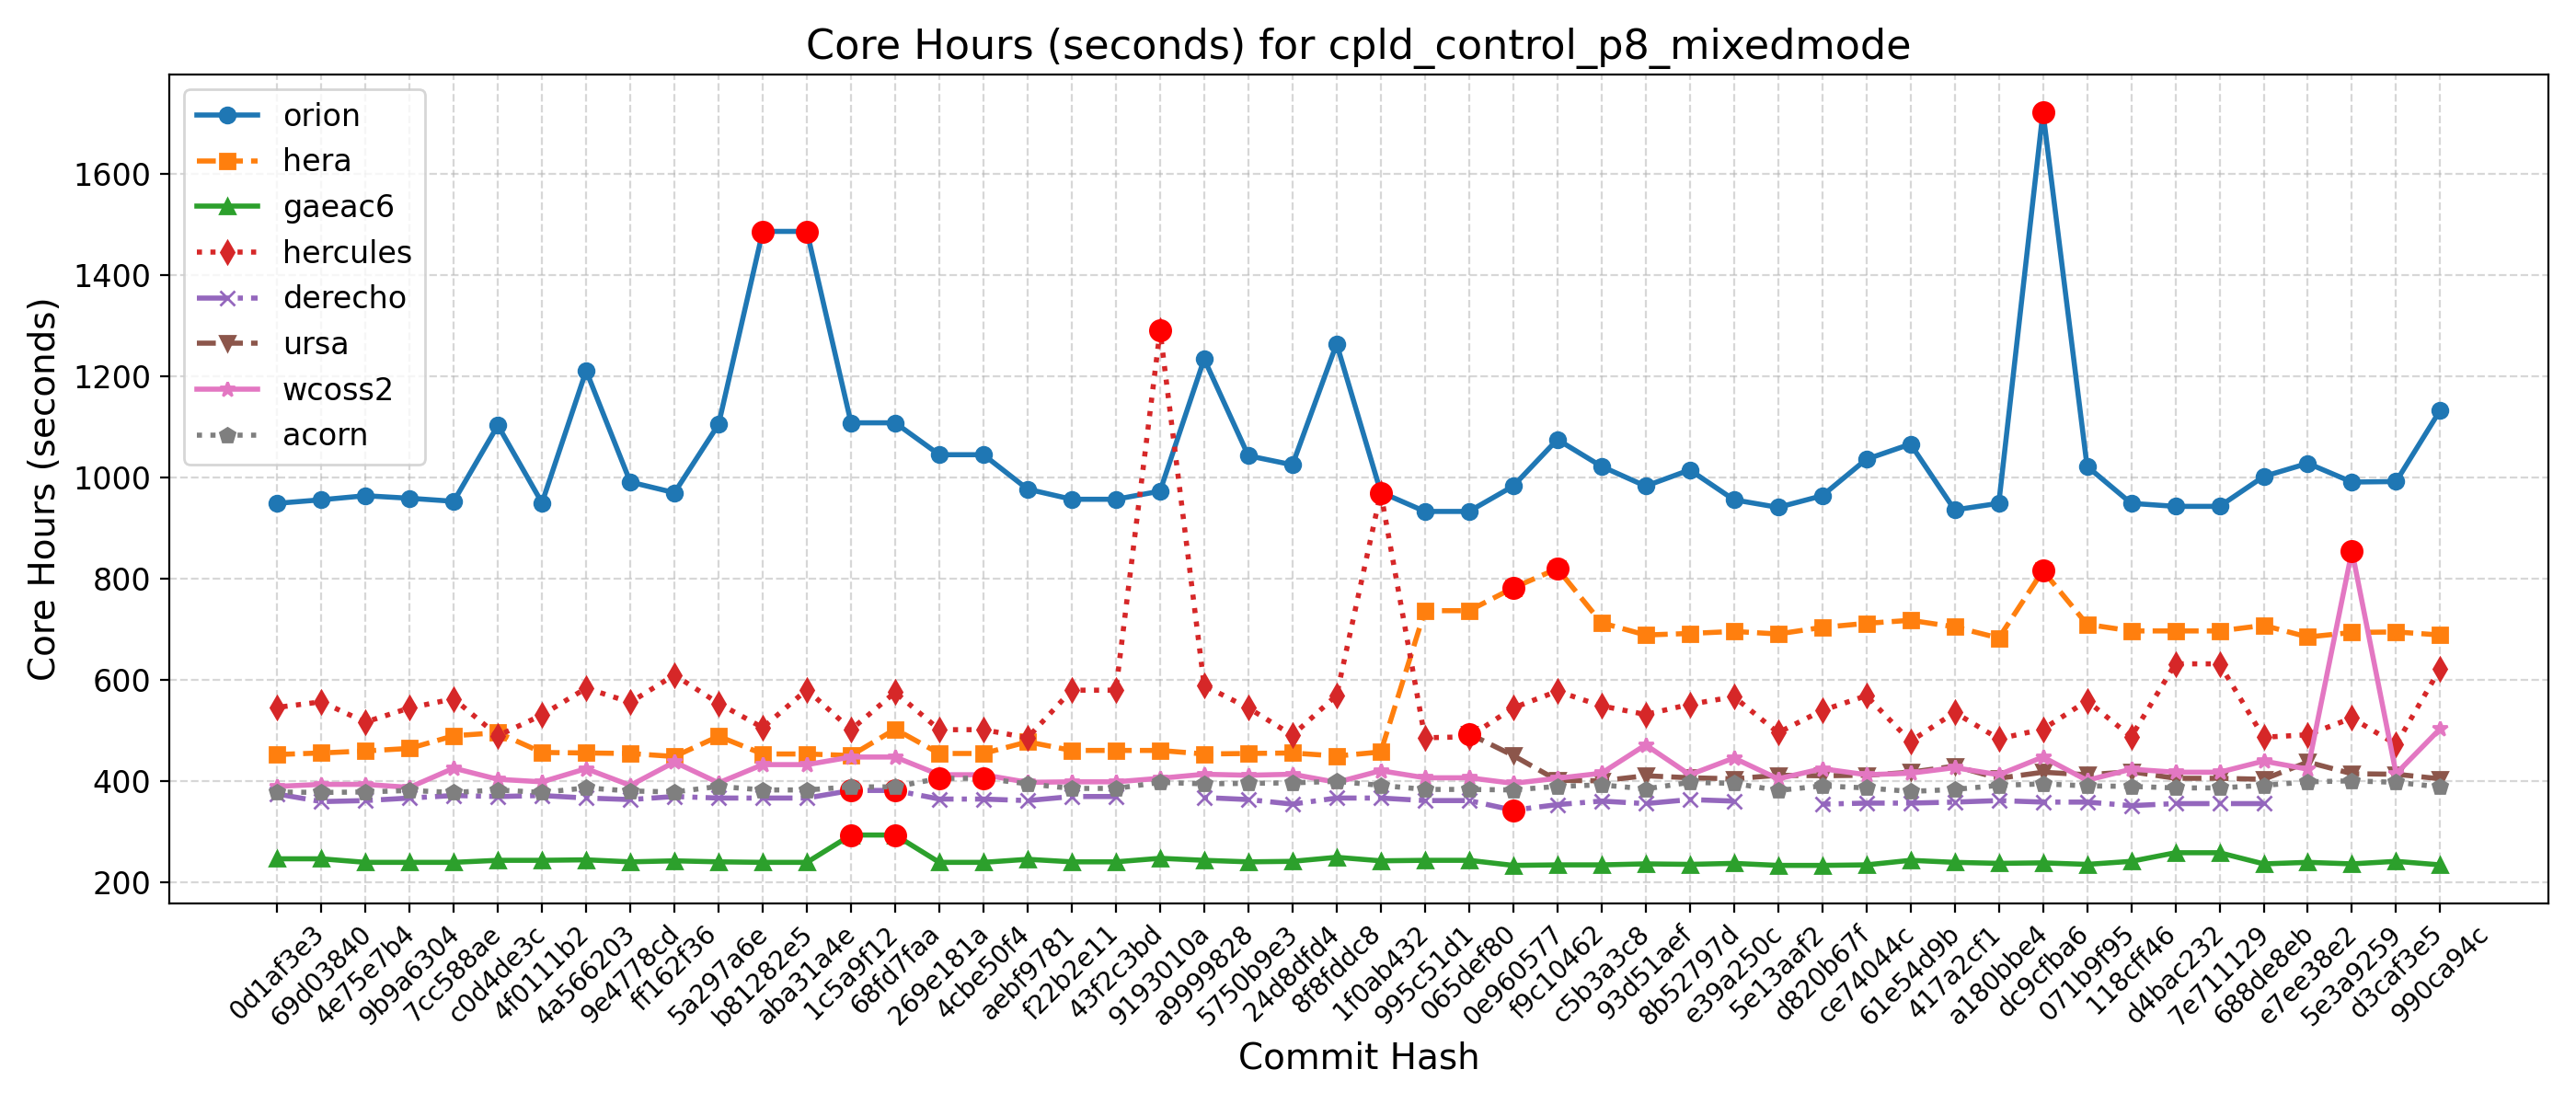 Core Hours (seconds) for cpld_control_p8_mixedmode
orion
hera
gaeac6
hercules
derecho
ursa
wcoss2
acorn
Core Hours (seconds)
1600
1400
1200
1000
800
600
400
200
0d1af3e3
69d03840
4e75e7b4
9b9a6304
7cc588ae
c0d4de3c
4f0111b2
4a566203
9e4778cd
ff162f36
5a297a6e
b81282e5
aba31a4e
1c5a9f12
68fd7faa
269e181a
4cbe50f4
aebf9781
f22b2e11
43f2c3bd
9193010a
a9999828
5750b9e3
24d8dfd4
8f8fddc8
1f0ab432
995c51d1
065def80
0e960577
f9c10462
c5b3a3c8
93d51aef
8b52797d
e39a250c
5e13aaf2
d820b67f
ce74044c
61e54d9b
417a2cf1
a180bbe4
dc9cfba6
071b9f95
118cff46
d4bac232
7e711129
688de8eb
e7ee38e2
5e3a9259
d3caf3e5
990ca94c
Commit Hash